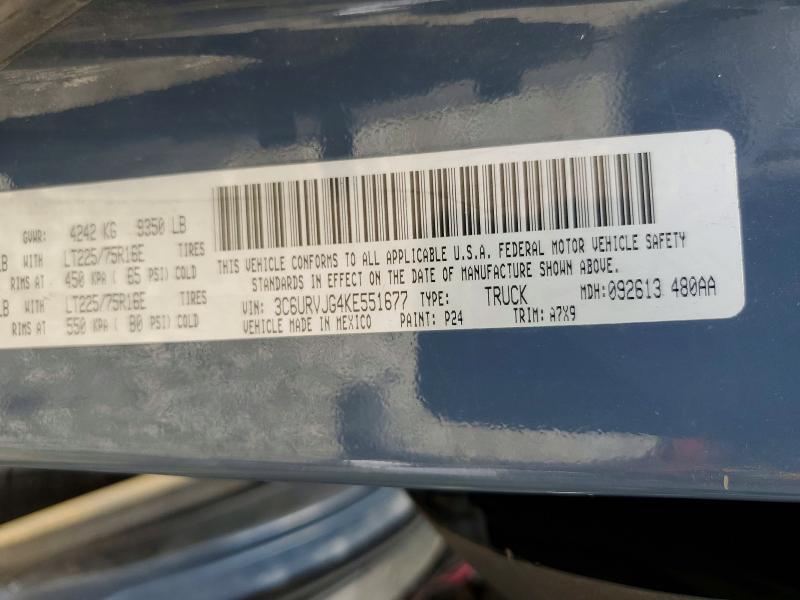 GVWR: 4242 KG 9350 LB
LB WITH LT225/75R16E TIRES
RIMS AT 450 KPA ( 65 PSI) COLD
LB WITH LT225/75R16E TIRES
RIMS AT 550 KPA ( 80 PSI) COLD
THIS VEHICLE CONFORMS TO ALL APPLICABLE U.S.A. FEDERAL MOTOR VEHICLE SAFETY
STANDARDS IN EFFECT ON THE DATE OF MANUFACTURE SHOWN ABOVE.
VIN: 3C6URVJG4KE551677 TYPE: TRUCK MDH:092613 480AA
VEHICLE MADE IN MEXICO PAINT: P24 TRIM: A7X9